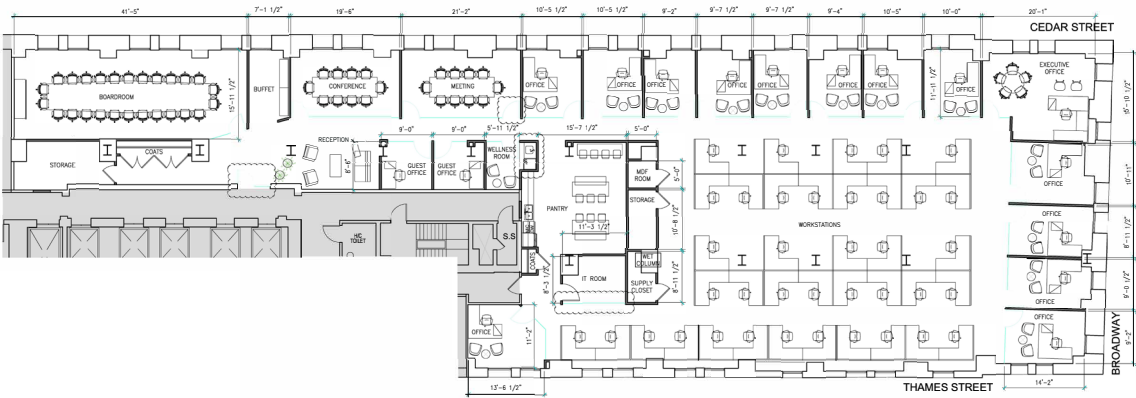 41'-5"
7'-1 1/2"
19'-6"
21'-2"
10'-5 1/2"
10'-5 1/2"
9'-2"
9'-7 1/2"
9'-7 1/2"
9'-4"
10'-5"
10'-0"
20'-1"
CEDAR STREET
BOARDROOM
15'-11 1/2"
BUFFET
CONFERENCE
MEETING
OFFICE
OFFICE
OFFICE
OFFICE
OFFICE
OFFICE
OFFICE
11'-11"
OFFICE
EXECUTIVE
OFFICE
STORAGE
COATS
RECEPTION
8'-6"
9'-0"
9'-0"
5'-11 1/2"
15'-7 1/2"
5'-0"
GUEST
OFFICE
GUEST
OFFICE
WELLNESS
ROOM
MDF
ROOM
5'-0"
STORAGE
10'-8 1/2"
PANTRY
11'-3 1/2"
WORKSTATIONS
OFFICE
10'-11"
OFFICE
8'-11 1/2"
OFFICE
9'-0 1/2"
OFFICE
9'-2"
H/C
TOILET
S.S
COATS
8'-3 1/2"
IT ROOM
WET
COLUMN
SUPPLY
CLOSET
8'-11 1/2"
OFFICE
11'-2"
13'-6 1/2"
14'-2"
THAMES STREET
BROADWAY